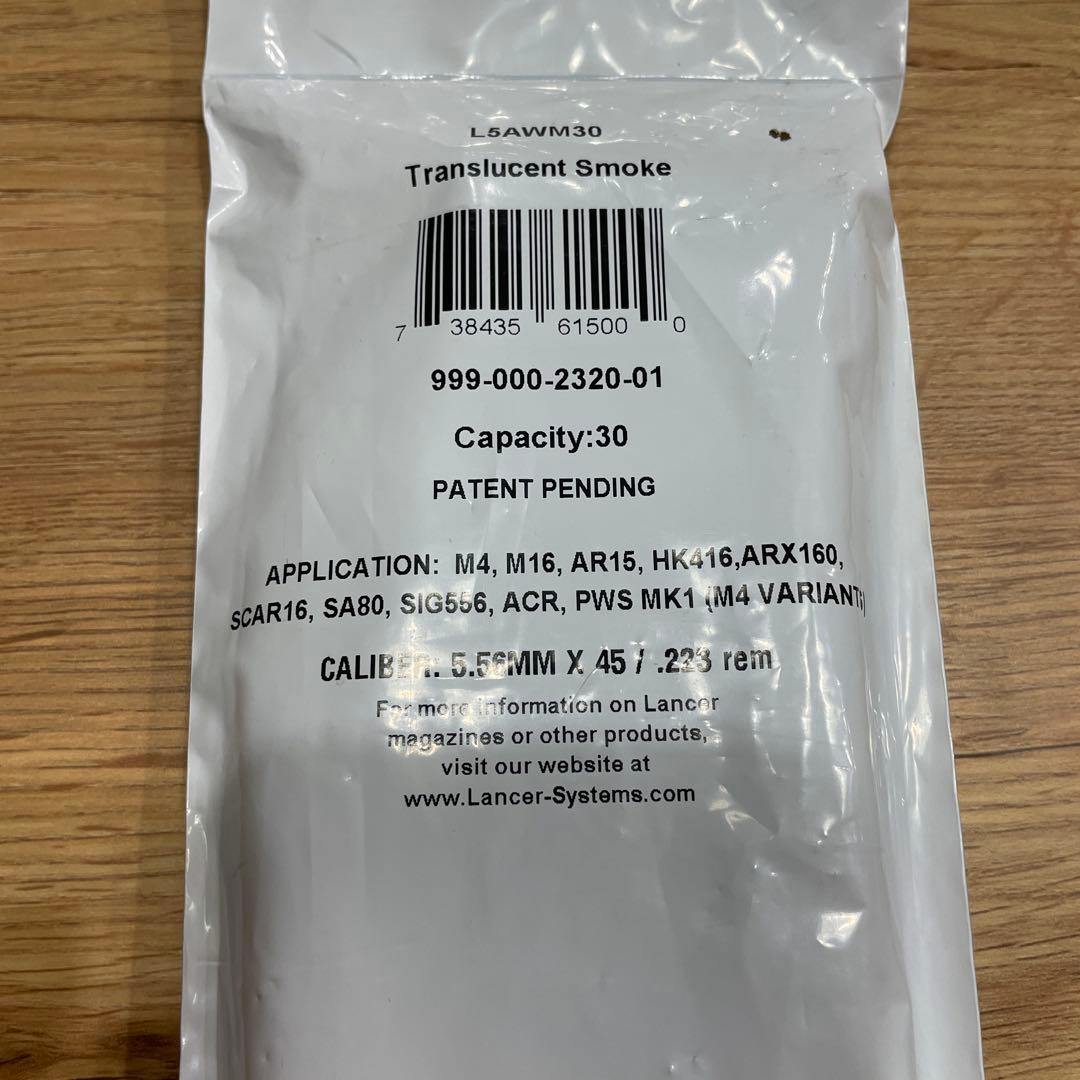 L5AWM30
Translucent Smoke
7 38435 61500 0
999-000-2320-01
Capacity:30
PATENT PENDING
APPLICATION: M4, M16, AR15, HK416,ARX160,
SCAR16, SA80, SIG556, ACR, PWS MK1 (M4 VARIANTS)
CALIBER: 5.56MM X 45 / .223 rem
For more information on Lancer
magazines or other products,
visit our website at
www.Lancer-Systems.com